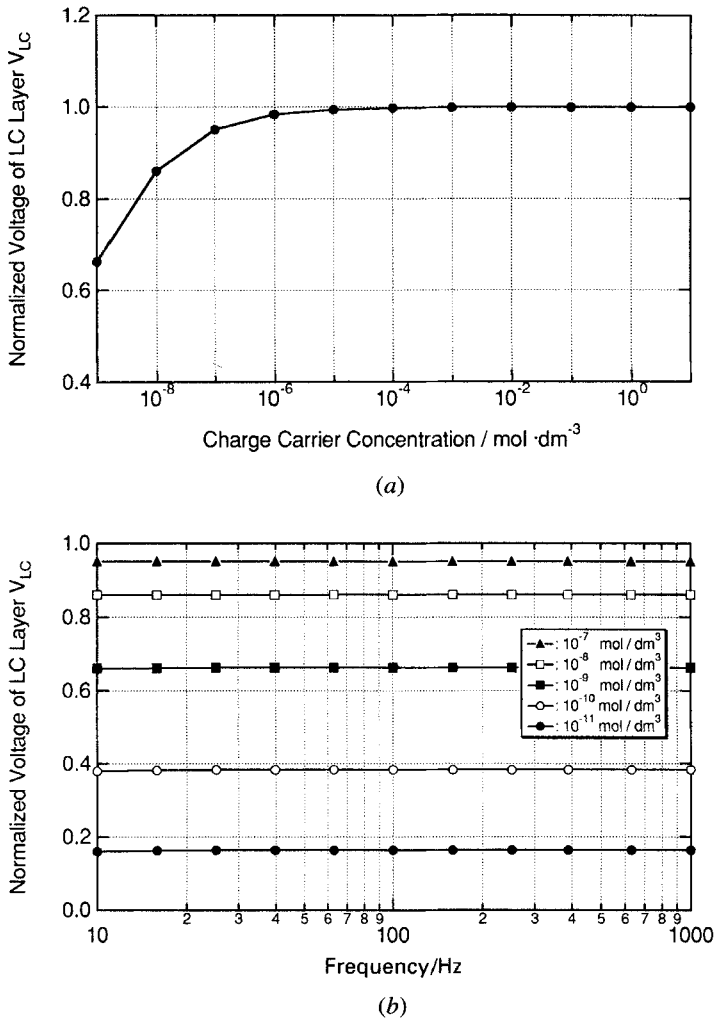 Normalized Voltage of LC Layer V_LC
1.2
1.0
0.8
0.6
0.4
10^-8
10^-6
10^-4
10^-2
10^0
Charge Carrier Concentration / mol ·dm^-3
(a)
Normalized Voltage of LC Layer V_LC
1.0
0.8
0.6
0.4
0.2
0.0
: 10^-7 mol / dm^3
: 10^-8 mol / dm^3
: 10^-9 mol / dm^3
: 10^-10 mol / dm^3
: 10^-11 mol / dm^3
10 2 3 4 5 6 7 8 9 100 2 3 4 5 6 7 8 9 1000
Frequency/Hz
(b)